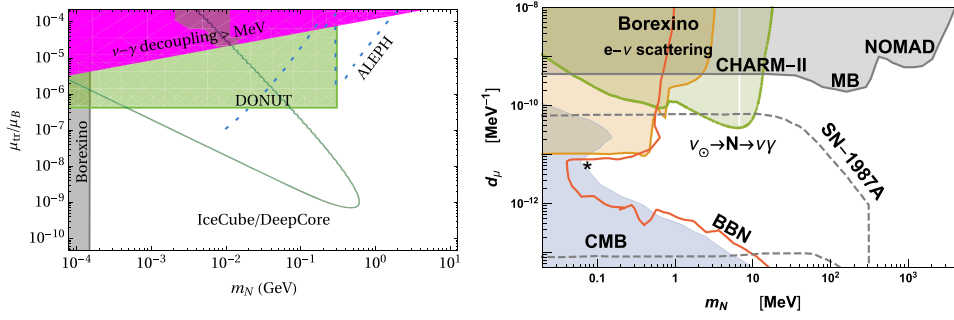 10⁻⁴
10⁻⁵
10⁻⁶
10⁻⁷
10⁻⁸
10⁻⁹
10⁻¹⁰
μtr/μB
ν−γ decoupling > MeV
ALEPH
DONUT
Borexino
IceCube/DeepCore
10⁻⁴
10⁻³
10⁻²
10⁻¹
10⁰
10¹
mN (GeV)
10⁻⁸
10⁻¹⁰
10⁻¹²
dμ [MeV⁻¹]
Borexino
e−ν scattering
NOMAD
CHARM−II
MB
ν⊙→N→νγ
SN−1987A
*
BBN
CMB
0.1
1
10
10²
10³
mN [MeV]